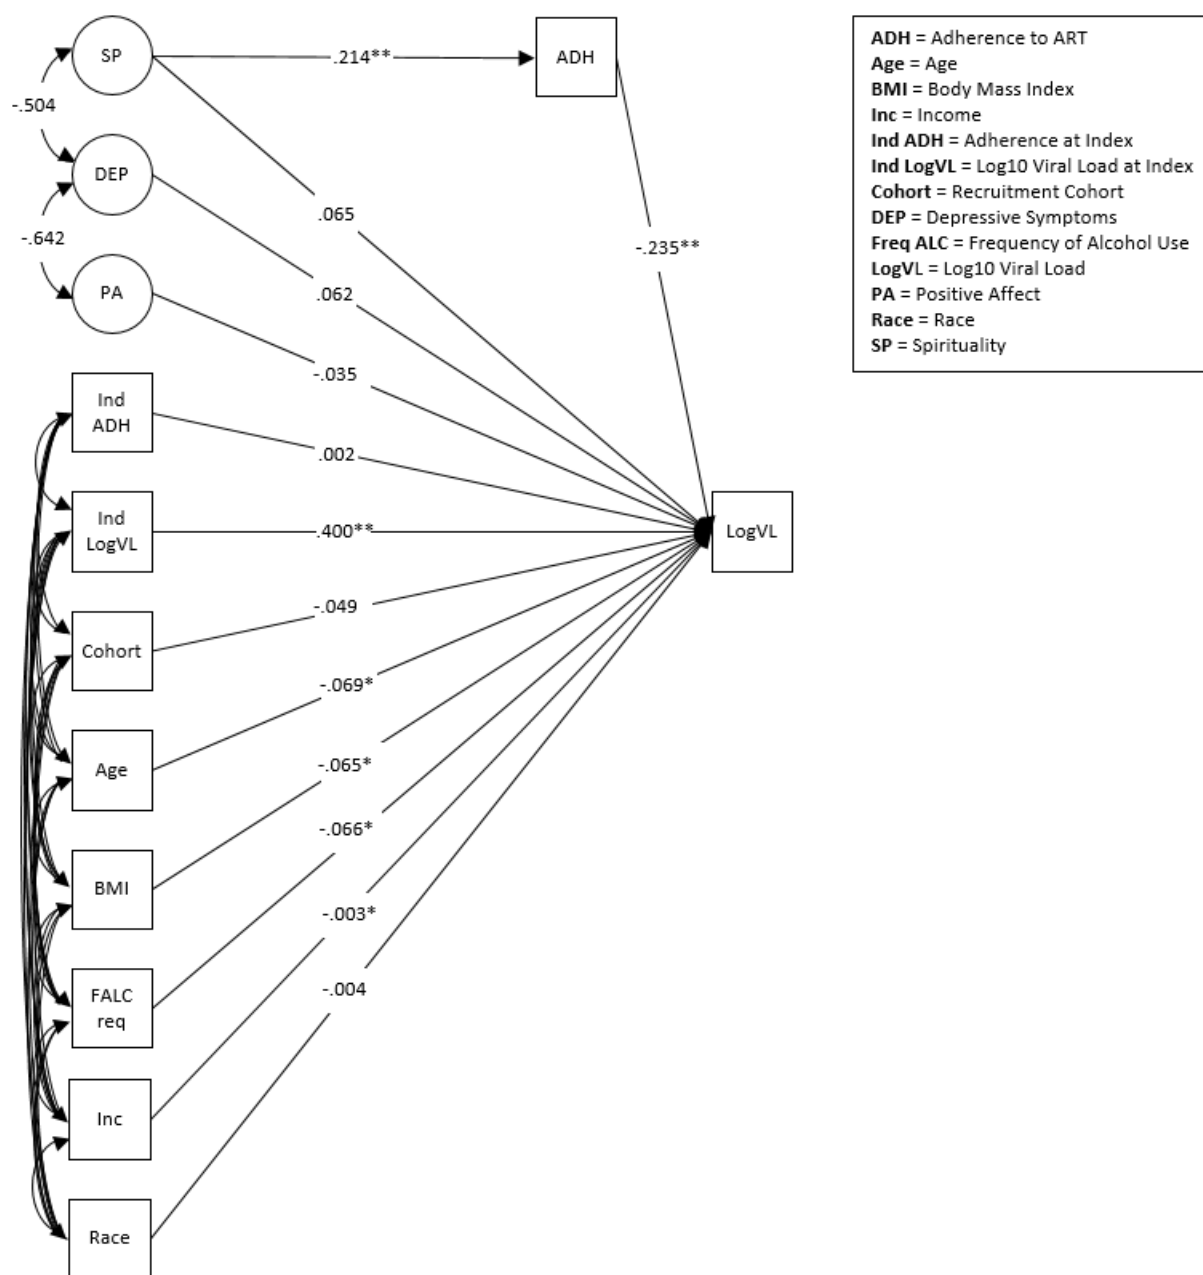 SP
.214**
ADH
-.504
DEP
.065
-.642
-.235**
PA
.062
-.035
Ind
ADH
.002
Ind
LogVL
.400**
LogVL
-.049
Cohort
-.069*
Age
-.065*
BMI
-.066*
-.003*
FALC
req
-.004
Inc
Race
ADH = Adherence to ART
Age = Age
BMI = Body Mass Index
Inc = Income
Ind ADH = Adherence at Index
Ind LogVL = Log10 Viral Load at Index
Cohort = Recruitment Cohort
DEP = Depressive Symptoms
Freq ALC = Frequency of Alcohol Use
LogVL = Log10 Viral Load
PA = Positive Affect
Race = Race
SP = Spirituality